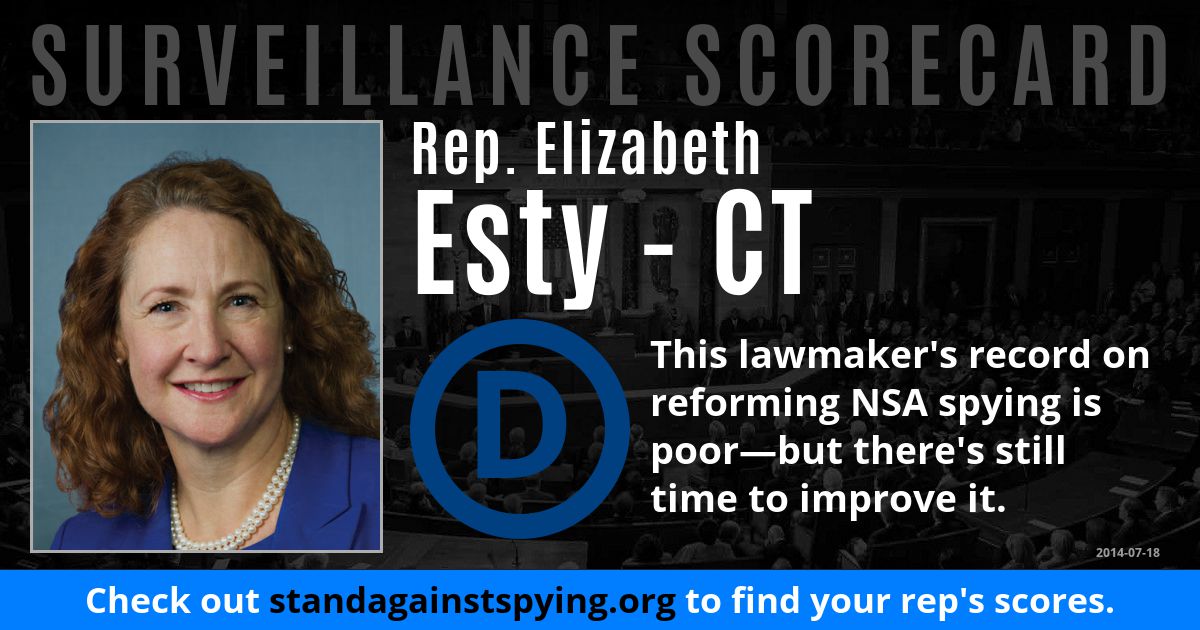 SURVEILLANCE SCORECARD
Rep. Elizabeth
Esty - CT
D
This lawmaker's record on
reforming NSA spying is
poor—but there's still
time to improve it.
2014-07-18
Check out standagainstspying.org to find your rep's scores.